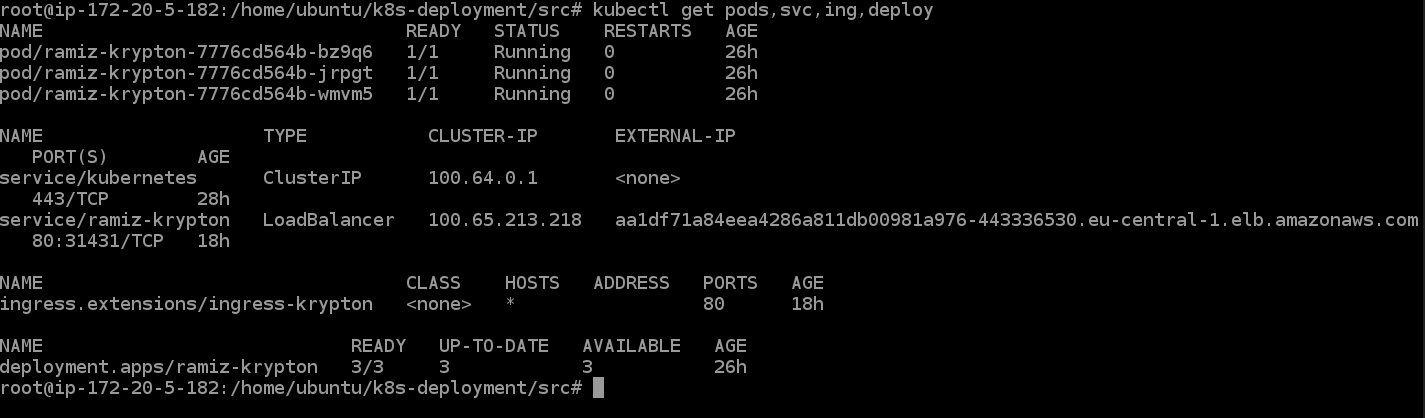 root@ip-172-20-5-182:/home/ubuntu/k8s-deployment/src# kubectl get pods,svc,ing,deploy
NAME READY STATUS RESTARTS AGE
pod/ramiz-krypton-7776cd564b-bz9q6 1/1 Running 0 26h
pod/ramiz-krypton-7776cd564b-jrpgt 1/1 Running 0 26h
pod/ramiz-krypton-7776cd564b-wmvm5 1/1 Running 0 26h
NAME TYPE CLUSTER-IP EXTERNAL-IP
PORT(S) AGE
service/kubernetes ClusterIP 100.64.0.1 <none>
443/TCP 28h
service/ramiz-krypton LoadBalancer 100.65.213.218 aa1df71a84eea4286a811db00981a976-443336530.eu-central-1.elb.amazonaws.com
80:31431/TCP 18h
NAME CLASS HOSTS ADDRESS PORTS AGE
ingress.extensions/ingress-krypton <none> * 80 18h
NAME READY UP-TO-DATE AVAILABLE AGE
deployment.apps/ramiz-krypton 3/3 3 3 26h
root@ip-172-20-5-182:/home/ubuntu/k8s-deployment/src#